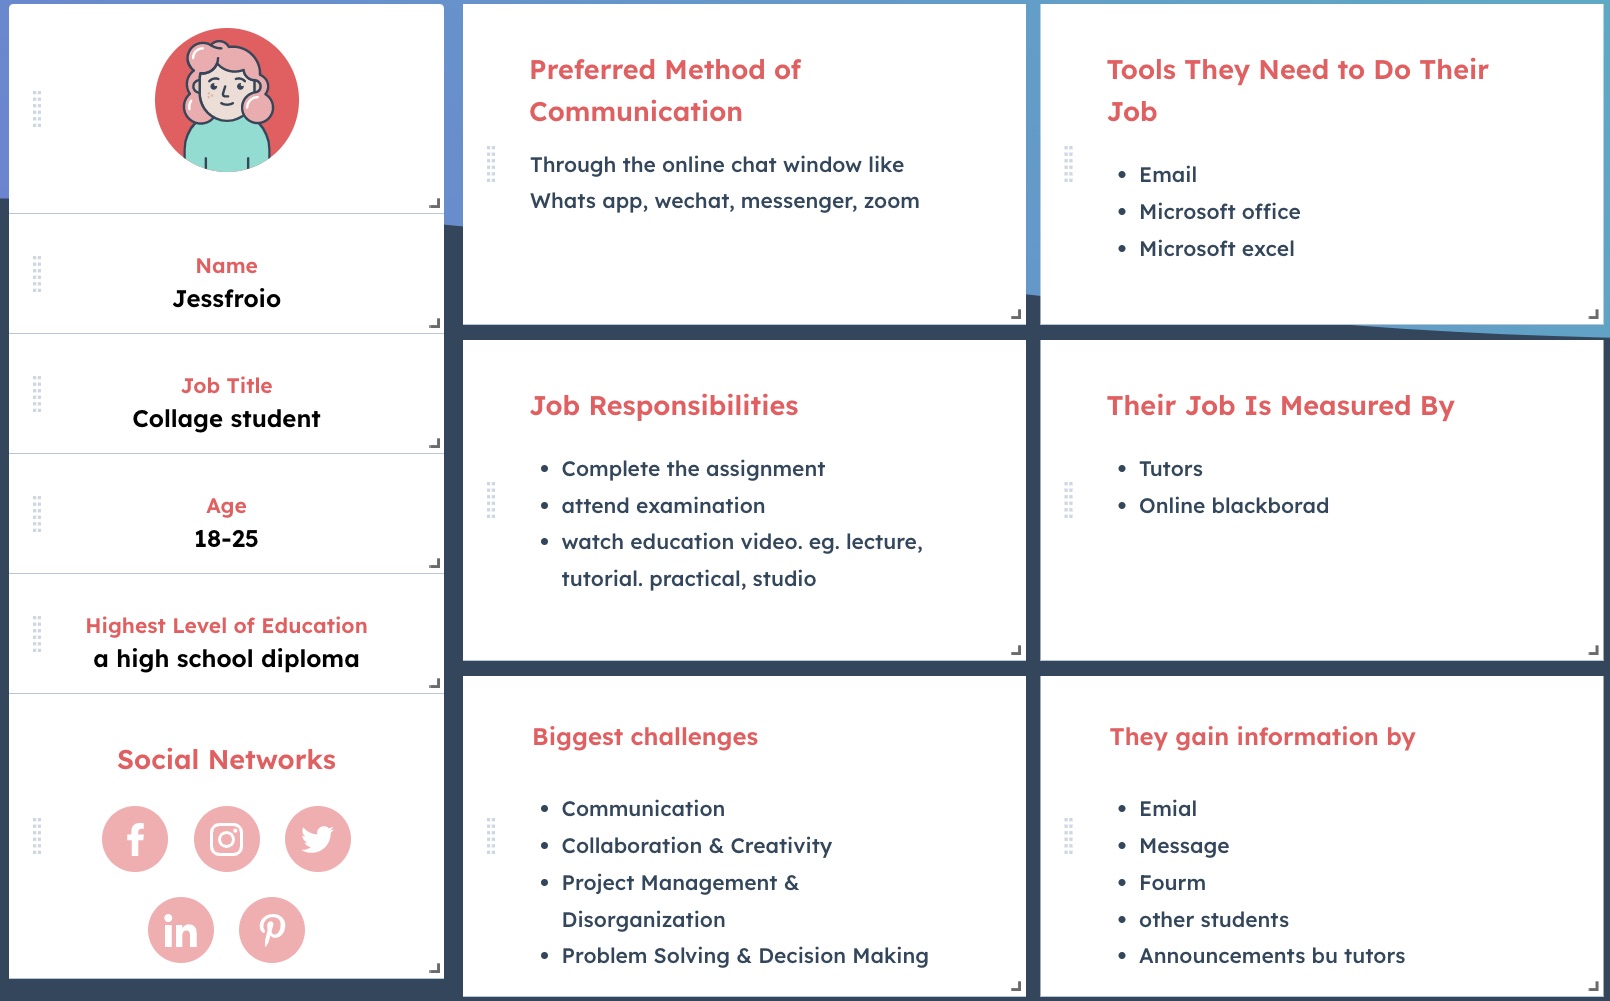 Name
Jessfroio
Job Title
Collage student
Age
18-25
Highest Level of Education
a high school diploma
Social Networks
Preferred Method of
Communication
Through the online chat window like
Whats app, wechat, messenger, zoom
Tools They Need to Do Their
Job
• Email
• Microsoft office
• Microsoft excel
Job Responsibilities
• Complete the assignment
• attend examination
• watch education video. eg. lecture,
tutorial. practical, studio
Their Job Is Measured By
• Tutors
• Online blackborad
Biggest challenges
• Communication
• Collaboration & Creativity
• Project Management &
Disorganization
• Problem Solving & Decision Making
They gain information by
• Emial
• Message
• Fourm
• other students
• Announcements bu tutors